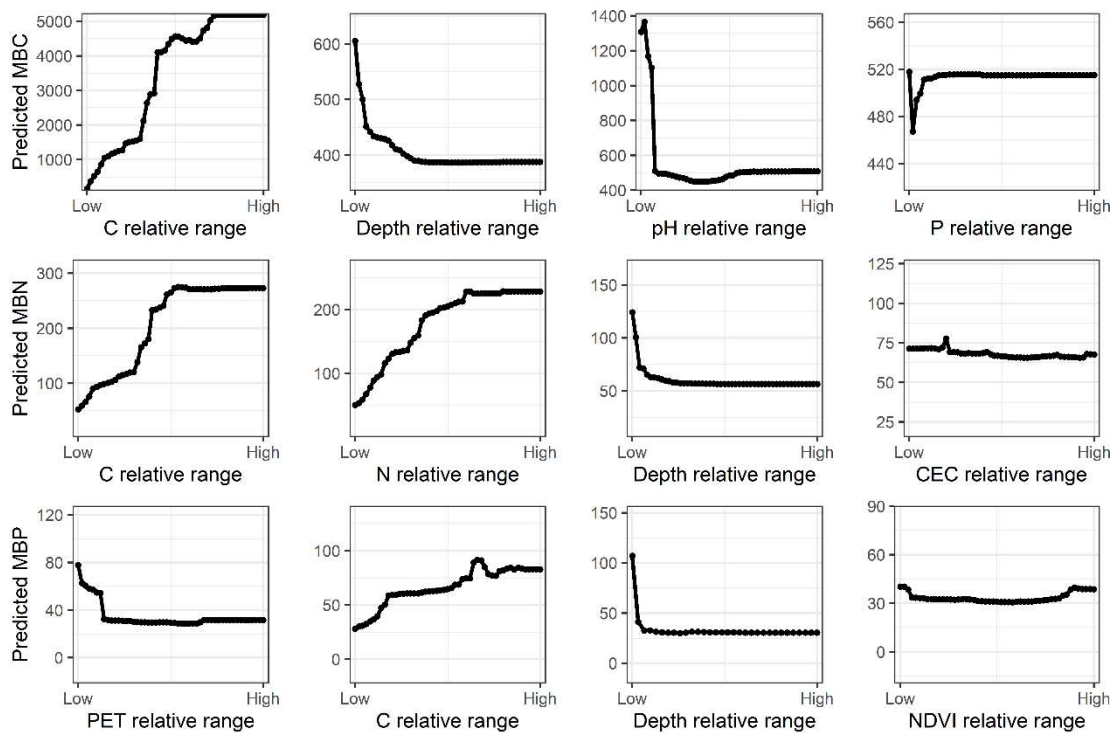 Predicted MBC
5000
4000
3000
2000
1000
Low High
C relative range
600
500
400
Low High
Depth relative range
1400
1200
1000
800
600
400
Low High
pH relative range
560
520
480
440
Low High
P relative range
Predicted MBN
300
200
100
Low High
C relative range
200
100
Low High
N relative range
150
100
50
Low High
Depth relative range
125
100
75
50
25
Low High
CEC relative range
Predicted MBP
120
80
40
0
Low High
PET relative range
100
50
0
Low High
C relative range
150
100
50
0
Low High
Depth relative range
90
60
30
0
Low High
NDVI relative range